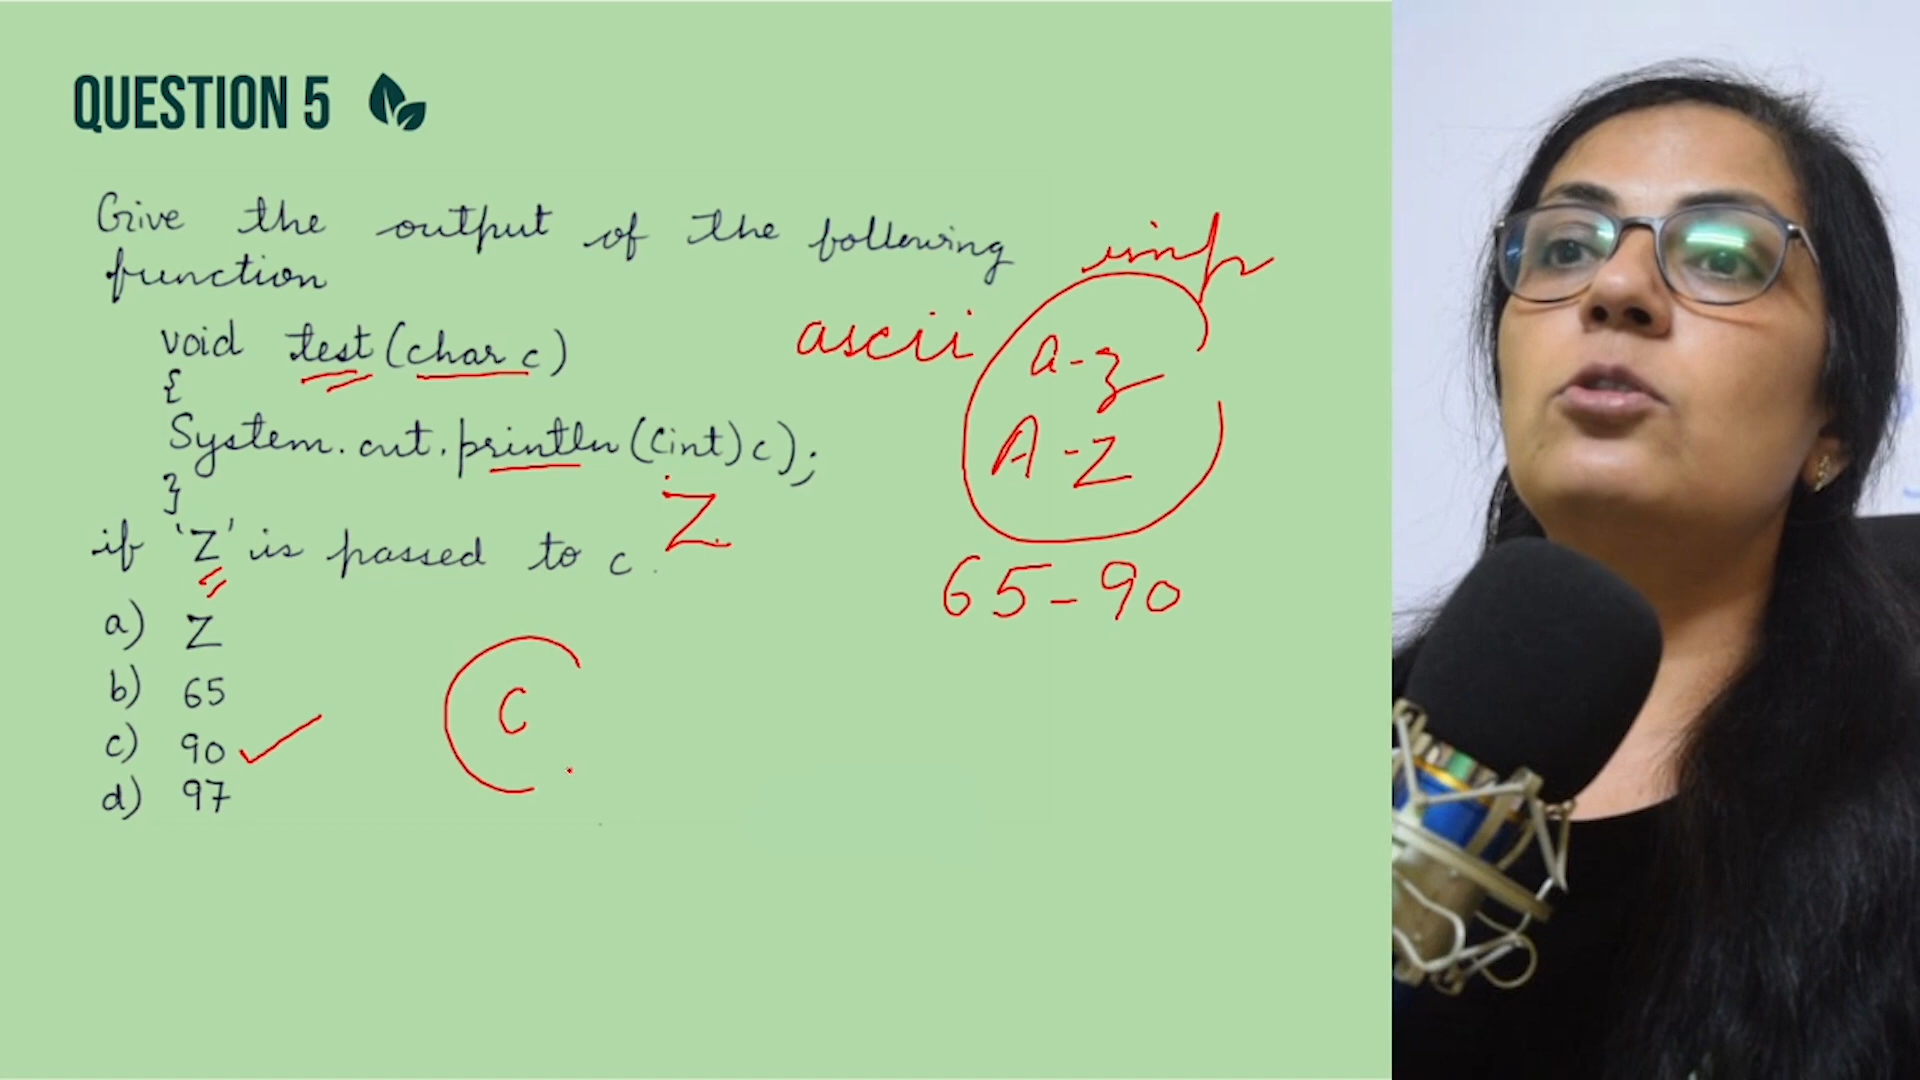 QUESTION 5
Give the output of the following
function
void test (char c)
{
System.out.println((int)c);
}
if 'Z' is passed to c.
a) Z
b) 65
c) 90
d) 97
imp
ascii
a-z
A-Z
65-90
Z
c